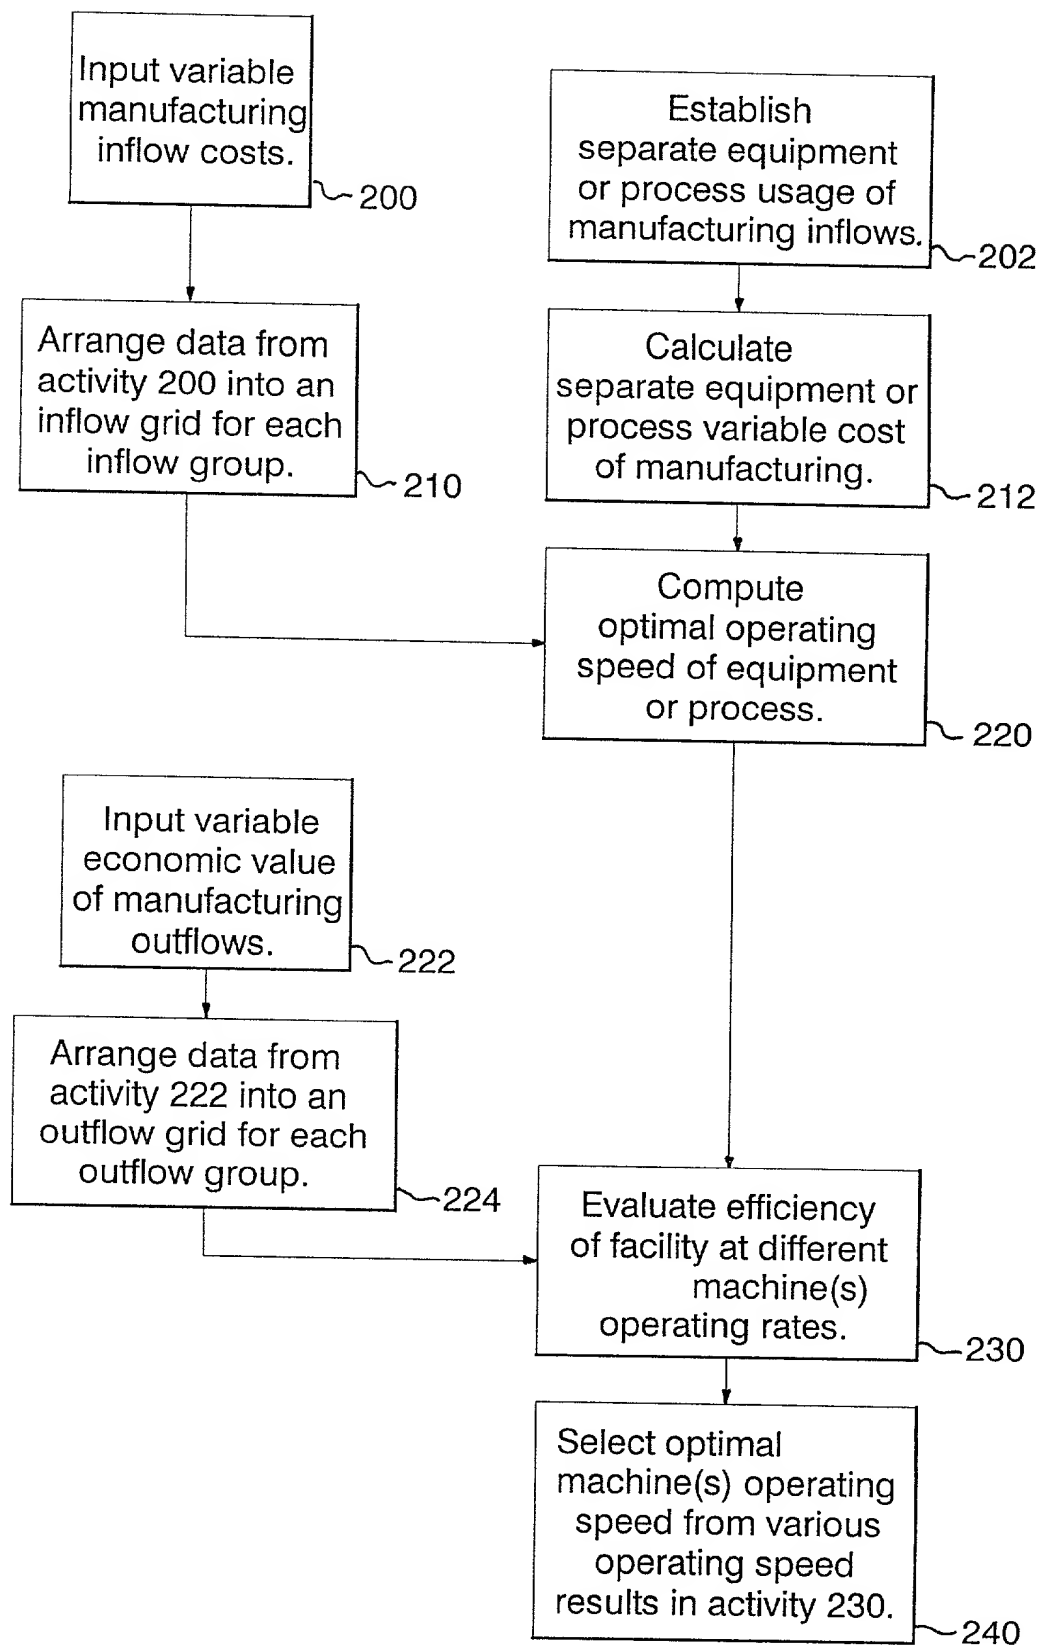 Input variable
manufacturing
inflow costs.
200
Establish
separate equipment
or process usage of
manufacturing inflows.
202
Arrange data from
activity 200 into an
inflow grid for each
inflow group.
210
Calculate
separate equipment or
process variable cost
of manufacturing.
212
Compute
optimal operating
speed of equipment
or process.
220
Input variable
economic value
of manufacturing
outflows.
222
Arrange data from
activity 222 into an
outflow grid for each
outflow group.
224
Evaluate efficiency
of facility at different
machine(s)
operating rates.
230
Select optimal
machine(s) operating
speed from various
operating speed
results in activity 230.
240